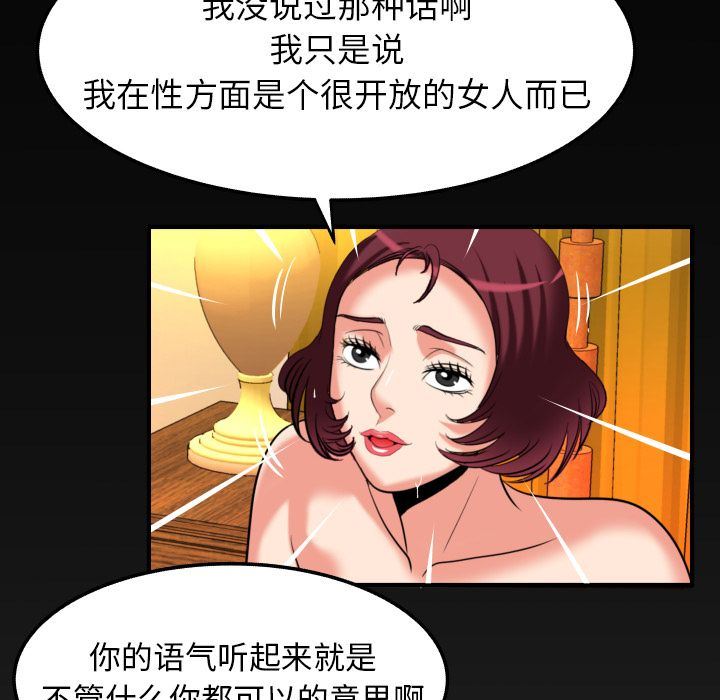 我没说过那种话啊
我只是说
我在性方面是个很开放的女人而已
你的语气听起来就是
不管什么你都可以的意思啊